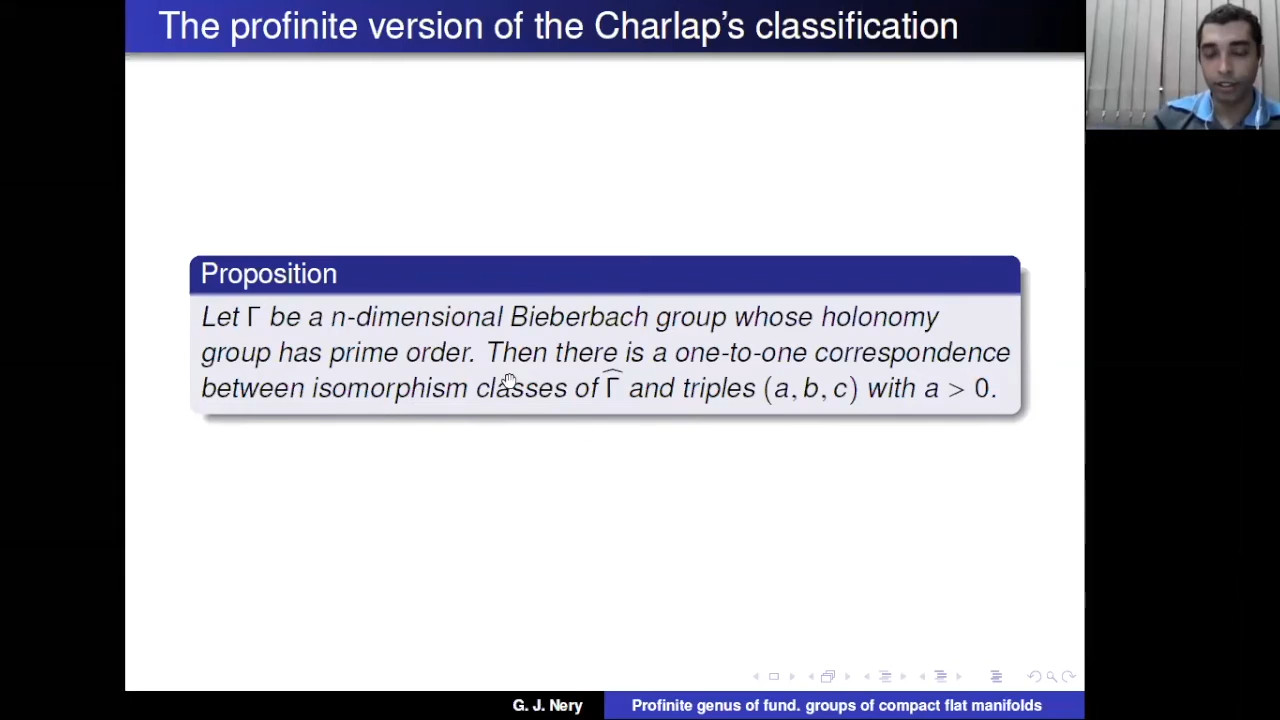 The profinite version of the Charlap's classification
Proposition
Let Γ be a n-dimensional Bieberbach group whose holonomy
group has prime order. Then there is a one-to-one correspondence
between isomorphism classes of Γ̂ and triples (a, b, c) with a > 0.
G. J. Nery
Profinite genus of fund. groups of compact flat manifolds